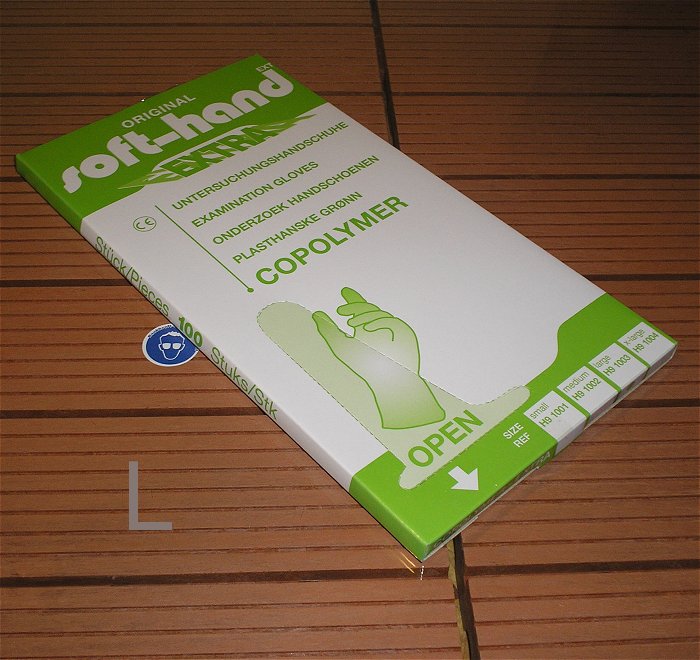 ORIGINAL
soft-hand
EXT
EXTRA
UNTERSUCHUNGSHANDSCHUHE
EXAMINATION GLOVES
ONDERZOEK HANDSCHOENEN
PLASTHANSKE GRØNN
COPOLYMER
CE
Stück/Pieces 100 Stuks/Stk
OPEN
SIZE small medium large x-large
REF H9 1001 H9 1002 H9 1003 H9 1004
L